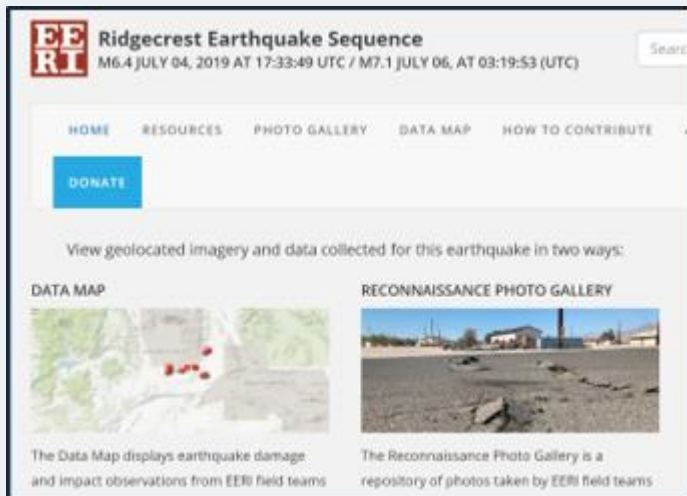 EE
RI
Ridgecrest Earthquake Sequence
M6.4 JULY 04, 2019 AT 17:33:49 UTC / M7.1 JULY 06, AT 03:19:53 (UTC)
Searc
HOME RESOURCES PHOTO GALLERY DATA MAP HOW TO CONTRIBUTE
DONATE
View geolocated imagery and data collected for this earthquake in two ways:
DATA MAP
The Data Map displays earthquake damage
and impact observations from EERI field teams
RECONNAISSANCE PHOTO GALLERY
The Reconnaissance Photo Gallery is a
repository of photos taken by EERI field teams